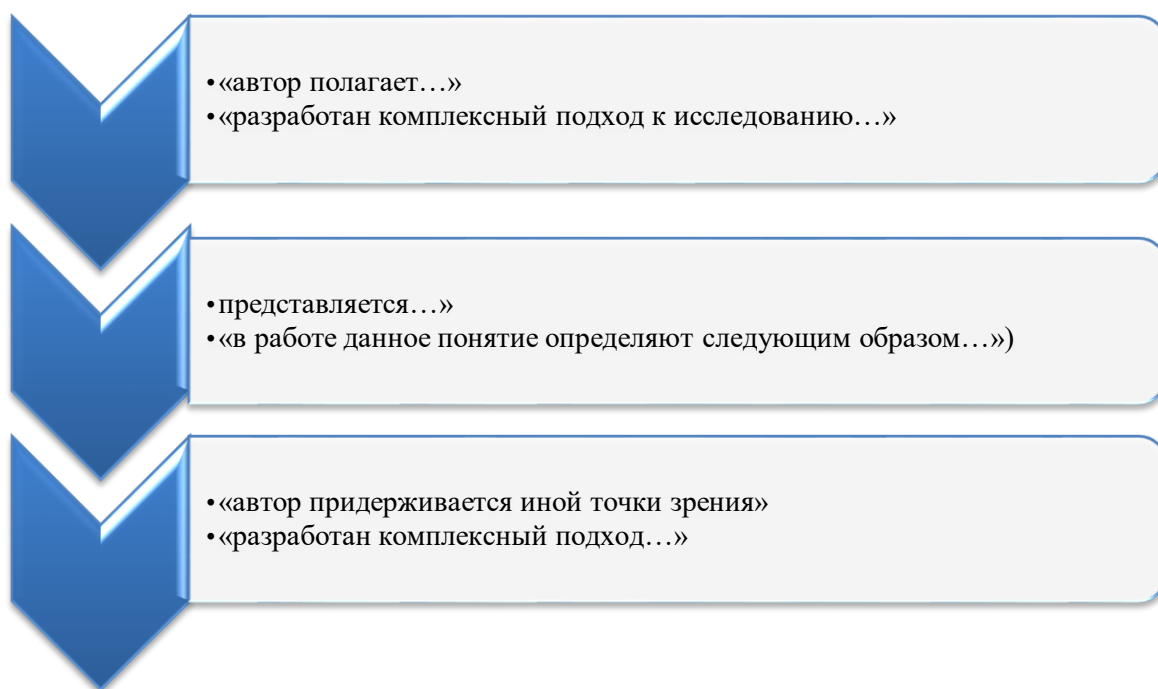 •«автор полагает…»
•«разработан комплексный подход к исследованию…»
•представляется…»
•«в работе данное понятие определяют следующим образом…»)
•«автор придерживается иной точки зрения»
•«разработан комплексный подход…»